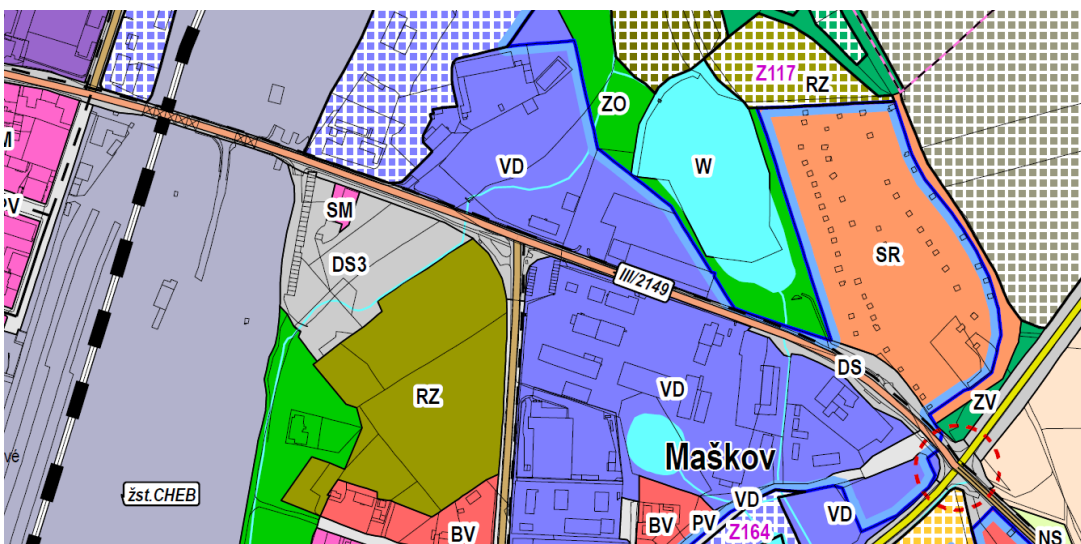 Z117
RZ
ZO
M
VD
W
PV
SM
DS3
SR
III/2149
DS
RZ
VD
ZV
Maškov
vé
žst.CHEB
VD
BV
BV
PV
Z164
VD
NS